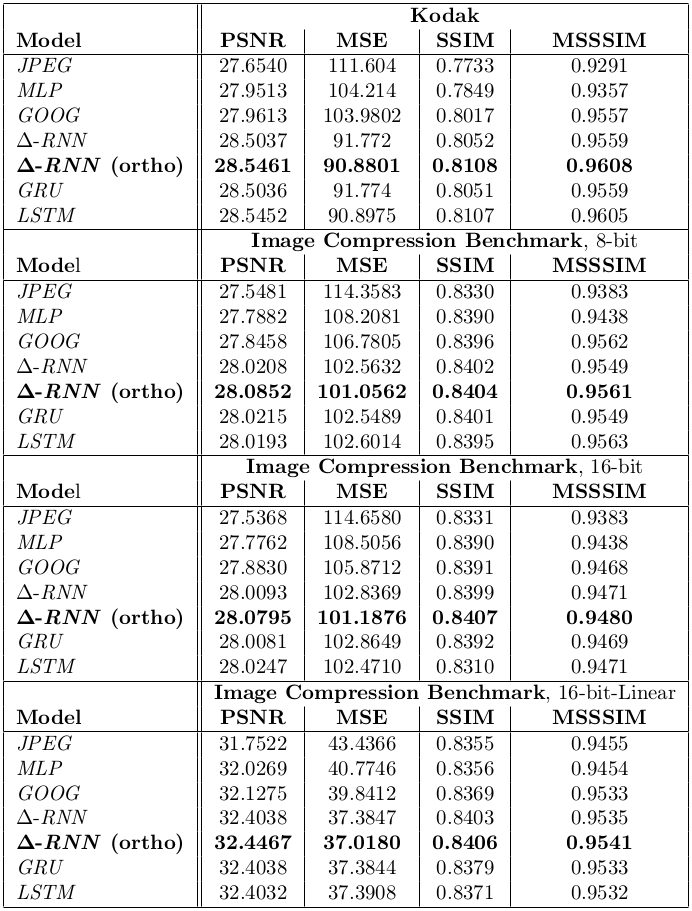 Kodak
Model PSNR MSE SSIM MSSSIM
JPEG 27.6540 111.604 0.7733 0.9291
MLP 27.9513 104.214 0.7849 0.9357
GOOG 27.9613 103.9802 0.8017 0.9557
Δ-RNN 28.5037 91.772 0.8052 0.9559
Δ-RNN (ortho) 28.5461 90.8801 0.8108 0.9608
GRU 28.5036 91.774 0.8051 0.9559
LSTM 28.5452 90.8975 0.8107 0.9605
Image Compression Benchmark, 8-bit
Model PSNR MSE SSIM MSSSIM
JPEG 27.5481 114.3583 0.8330 0.9383
MLP 27.7882 108.2081 0.8390 0.9438
GOOG 27.8458 106.7805 0.8396 0.9562
Δ-RNN 28.0208 102.5632 0.8402 0.9549
Δ-RNN (ortho) 28.0852 101.0562 0.8404 0.9561
GRU 28.0215 102.5489 0.8401 0.9549
LSTM 28.0193 102.6014 0.8395 0.9563
Image Compression Benchmark, 16-bit
Model PSNR MSE SSIM MSSSIM
JPEG 27.5368 114.6580 0.8331 0.9383
MLP 27.7762 108.5056 0.8390 0.9438
GOOG 27.8830 105.8712 0.8391 0.9468
Δ-RNN 28.0093 102.8369 0.8399 0.9471
Δ-RNN (ortho) 28.0795 101.1876 0.8407 0.9480
GRU 28.0081 102.8649 0.8392 0.9469
LSTM 28.0247 102.4710 0.8310 0.9471
Image Compression Benchmark, 16-bit-Linear
Model PSNR MSE SSIM MSSSIM
JPEG 31.7522 43.4366 0.8355 0.9455
MLP 32.0269 40.7746 0.8356 0.9454
GOOG 32.1275 39.8412 0.8369 0.9533
Δ-RNN 32.4038 37.3847 0.8403 0.9535
Δ-RNN (ortho) 32.4467 37.0180 0.8406 0.9541
GRU 32.4038 37.3844 0.8379 0.9533
LSTM 32.4032 37.3908 0.8371 0.9532